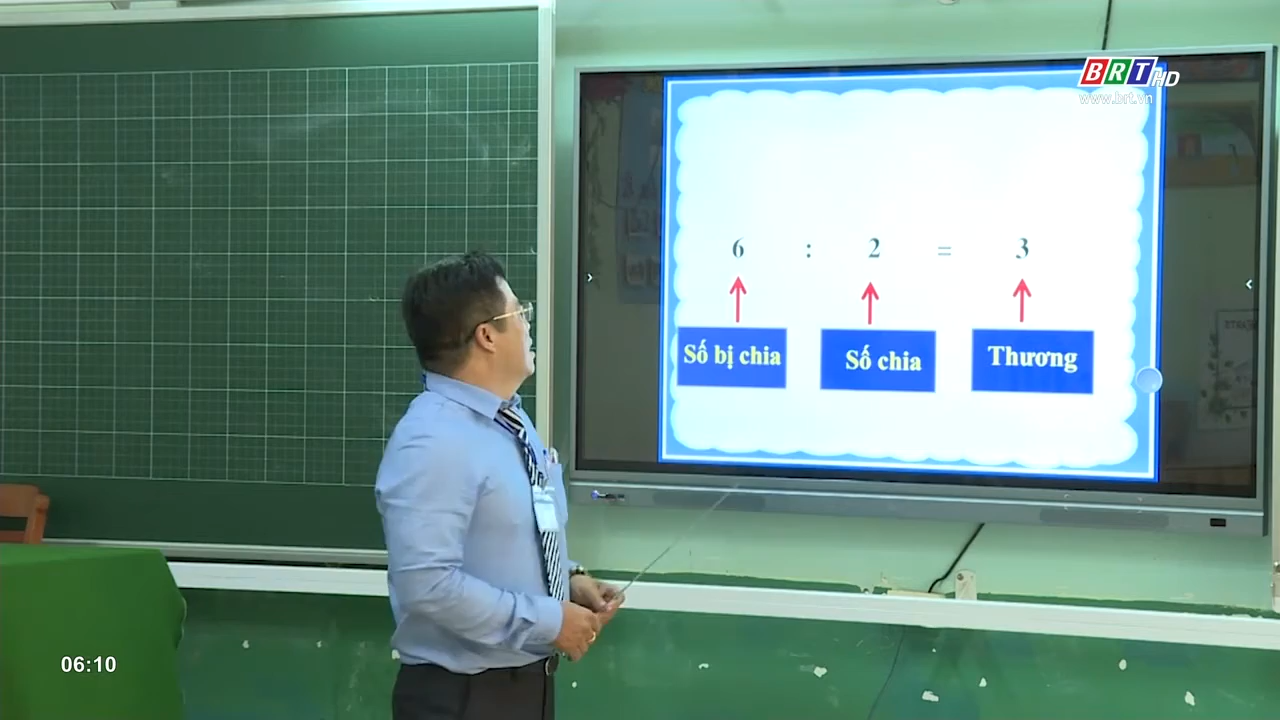 BRT HD
www.brt.vn
6 : 2 = 3
Số bị chia Số chia Thương
06:10